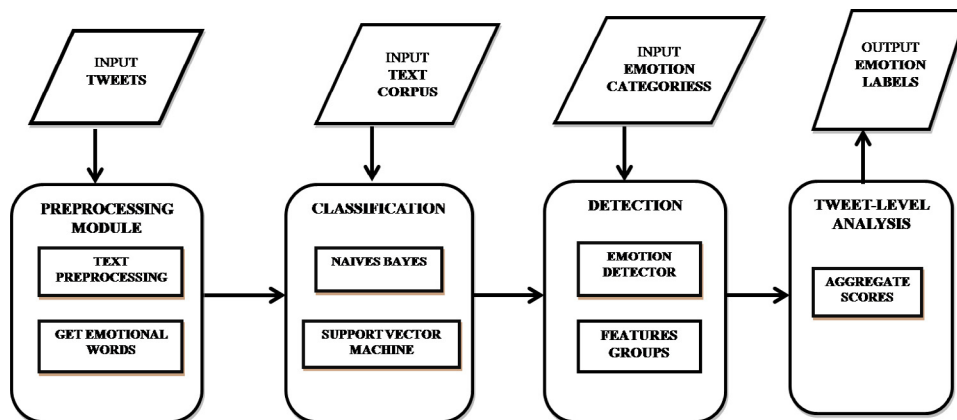 INPUT
TWEETS
INPUT
TEXT
CORPUS
INPUT
EMOTION
CATEGORIESS
OUTPUT
EMOTION
LABELS
PREPROCESSING
MODULE
TEXT
PREPROCESSING
GET EMOTIONAL
WORDS
CLASSIFICATION
NAIVES BAYES
SUPPORT VECTOR
MACHINE
DETECTION
EMOTION
DETECTOR
FEATURES
GROUPS
TWEET-LEVEL
ANALYSIS
AGGREGATE
SCORES